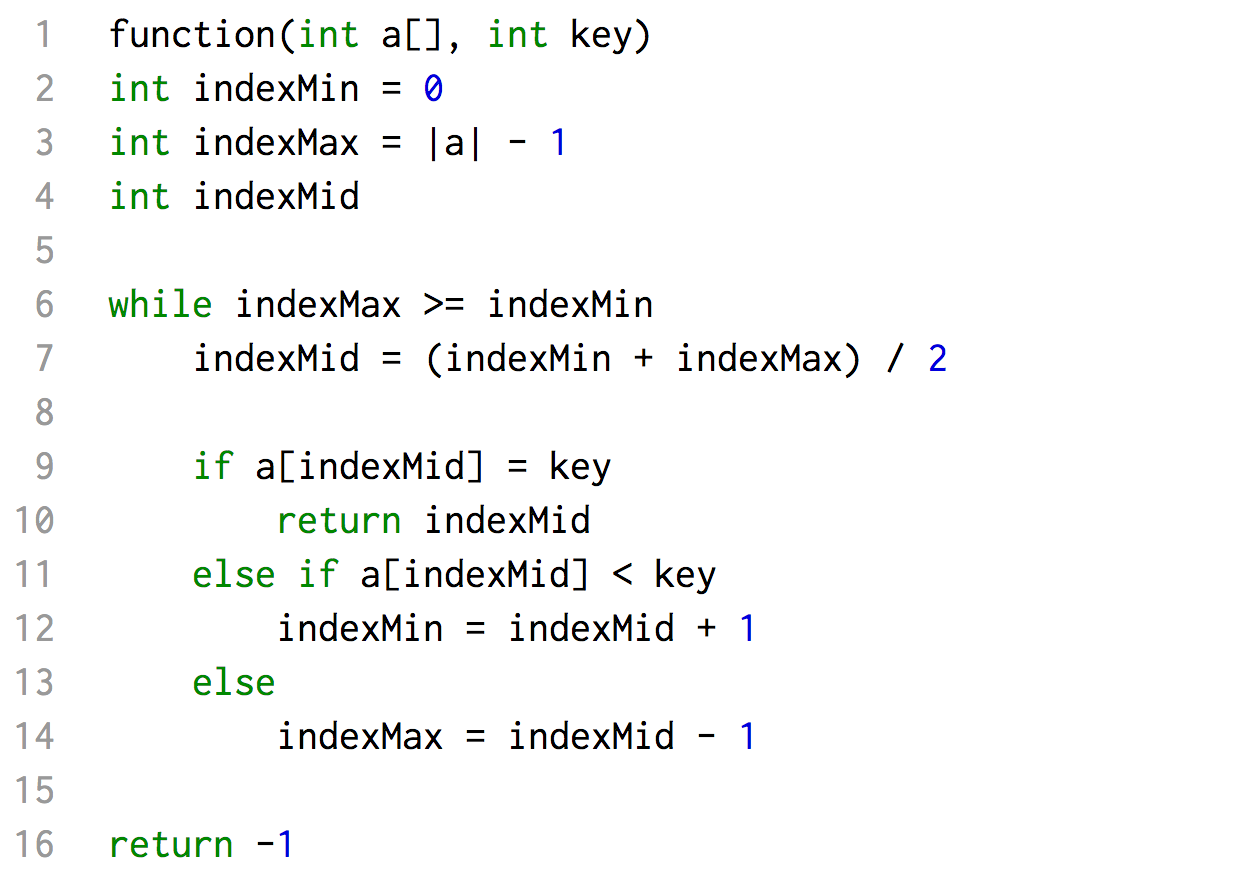 1 function(int a[], int key)
2 int indexMin = 0
3 int indexMax = |a| - 1
4 int indexMid
5
6 while indexMax >= indexMin
7     indexMid = (indexMin + indexMax) / 2
8
9     if a[indexMid] = key
10         return indexMid
11     else if a[indexMid] < key
12         indexMin = indexMid + 1
13     else
14         indexMax = indexMid - 1
15
16 return -1